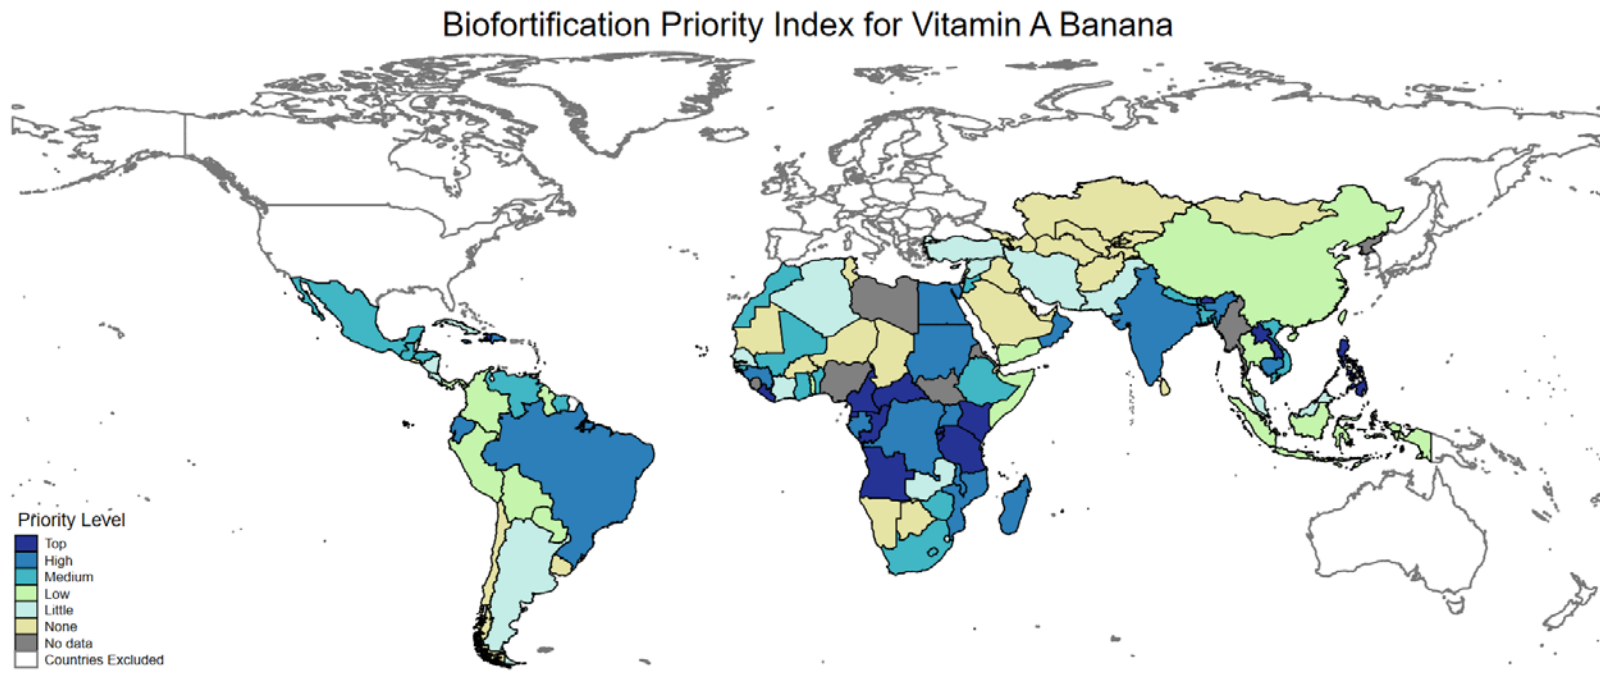 Biofortification Priority Index for Vitamin A Banana
Priority Level
Top
High
Medium
Low
Little
None
No data
Countries Excluded